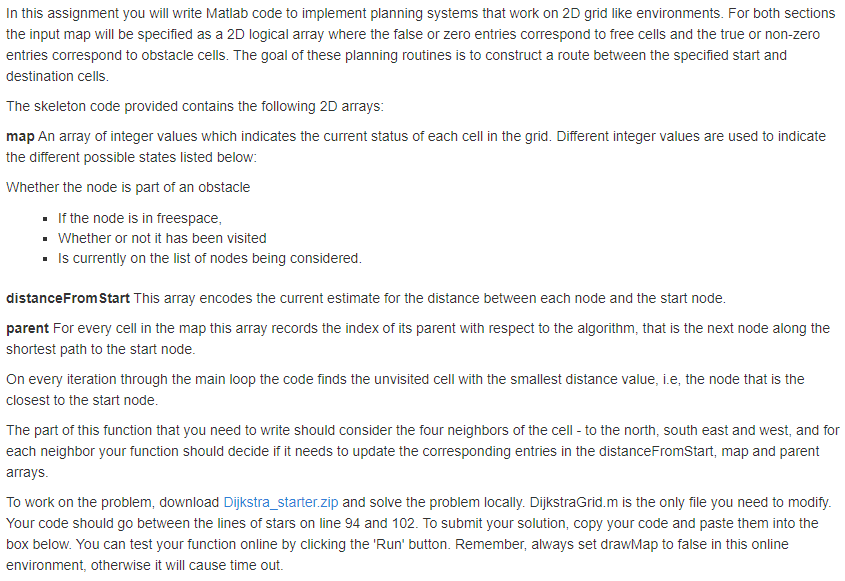 In this assignment you will write Matlab code to implement planning systems that work on 2D grid like environments. For both sections
the input map will be specified as a 2D logical array where the false or zero entries correspond to free cells and the true or non-zero
entries correspond to obstacle cells. The goal of these planning routines is to construct a route between the specified start and
destination cells.
The skeleton code provided contains the following 2D arrays:
map An array of integer values which indicates the current status of each cell in the grid. Different integer values are used to indicate
the different possible states listed below:
Whether the node is part of an obstacle
▪ If the node is in freespace,
▪ Whether or not it has been visited
▪ Is currently on the list of nodes being considered.
distanceFromStart This array encodes the current estimate for the distance between each node and the start node.
parent For every cell in the map this array records the index of its parent with respect to the algorithm, that is the next node along the
shortest path to the start node.
On every iteration through the main loop the code finds the unvisited cell with the smallest distance value, i.e, the node that is the
closest to the start node.
The part of this function that you need to write should consider the four neighbors of the cell - to the north, south east and west, and for
each neighbor your function should decide if it needs to update the corresponding entries in the distanceFromStart, map and parent
arrays.
To work on the problem, download Dijkstra_starter.zip and solve the problem locally. DijkstraGrid.m is the only file you need to modify.
Your code should go between the lines of stars on line 94 and 102. To submit your solution, copy your code and paste them into the
box below. You can test your function online by clicking the 'Run' button. Remember, always set drawMap to false in this online
environment, otherwise it will cause time out.